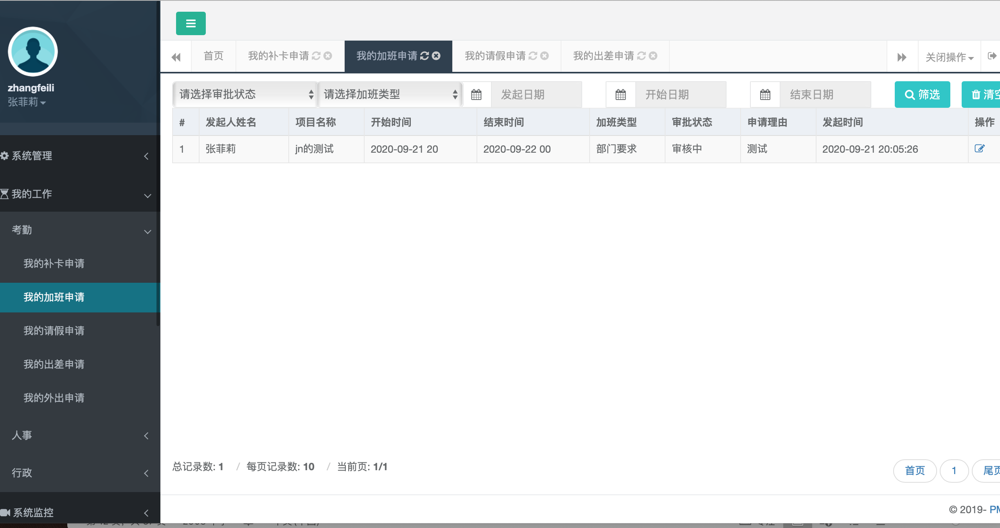 zhangfeili
张菲莉
系统管理
我的工作
考勤
我的补卡申请
我的加班申请
我的请假申请
我的出差申请
我的外出申请
人事
行政
系统监控
首页 我的补卡申请 我的加班申请 我的请假申请 我的出差申请 关闭操作
请选择审批状态 请选择加班类型 发起日期 开始日期 结束日期 筛选 清空
# 发起人姓名 项目名称 开始时间 结束时间 加班类型 审批状态 申请理由 发起时间 操作
1 张菲莉 jn的测试 2020-09-21 20 2020-09-22 00 部门要求 审核中 测试 2020-09-21 20:05:26
总记录数: 1 / 每页记录数: 10 / 当前页: 1/1
首页 1 尾页
© 2019- PM